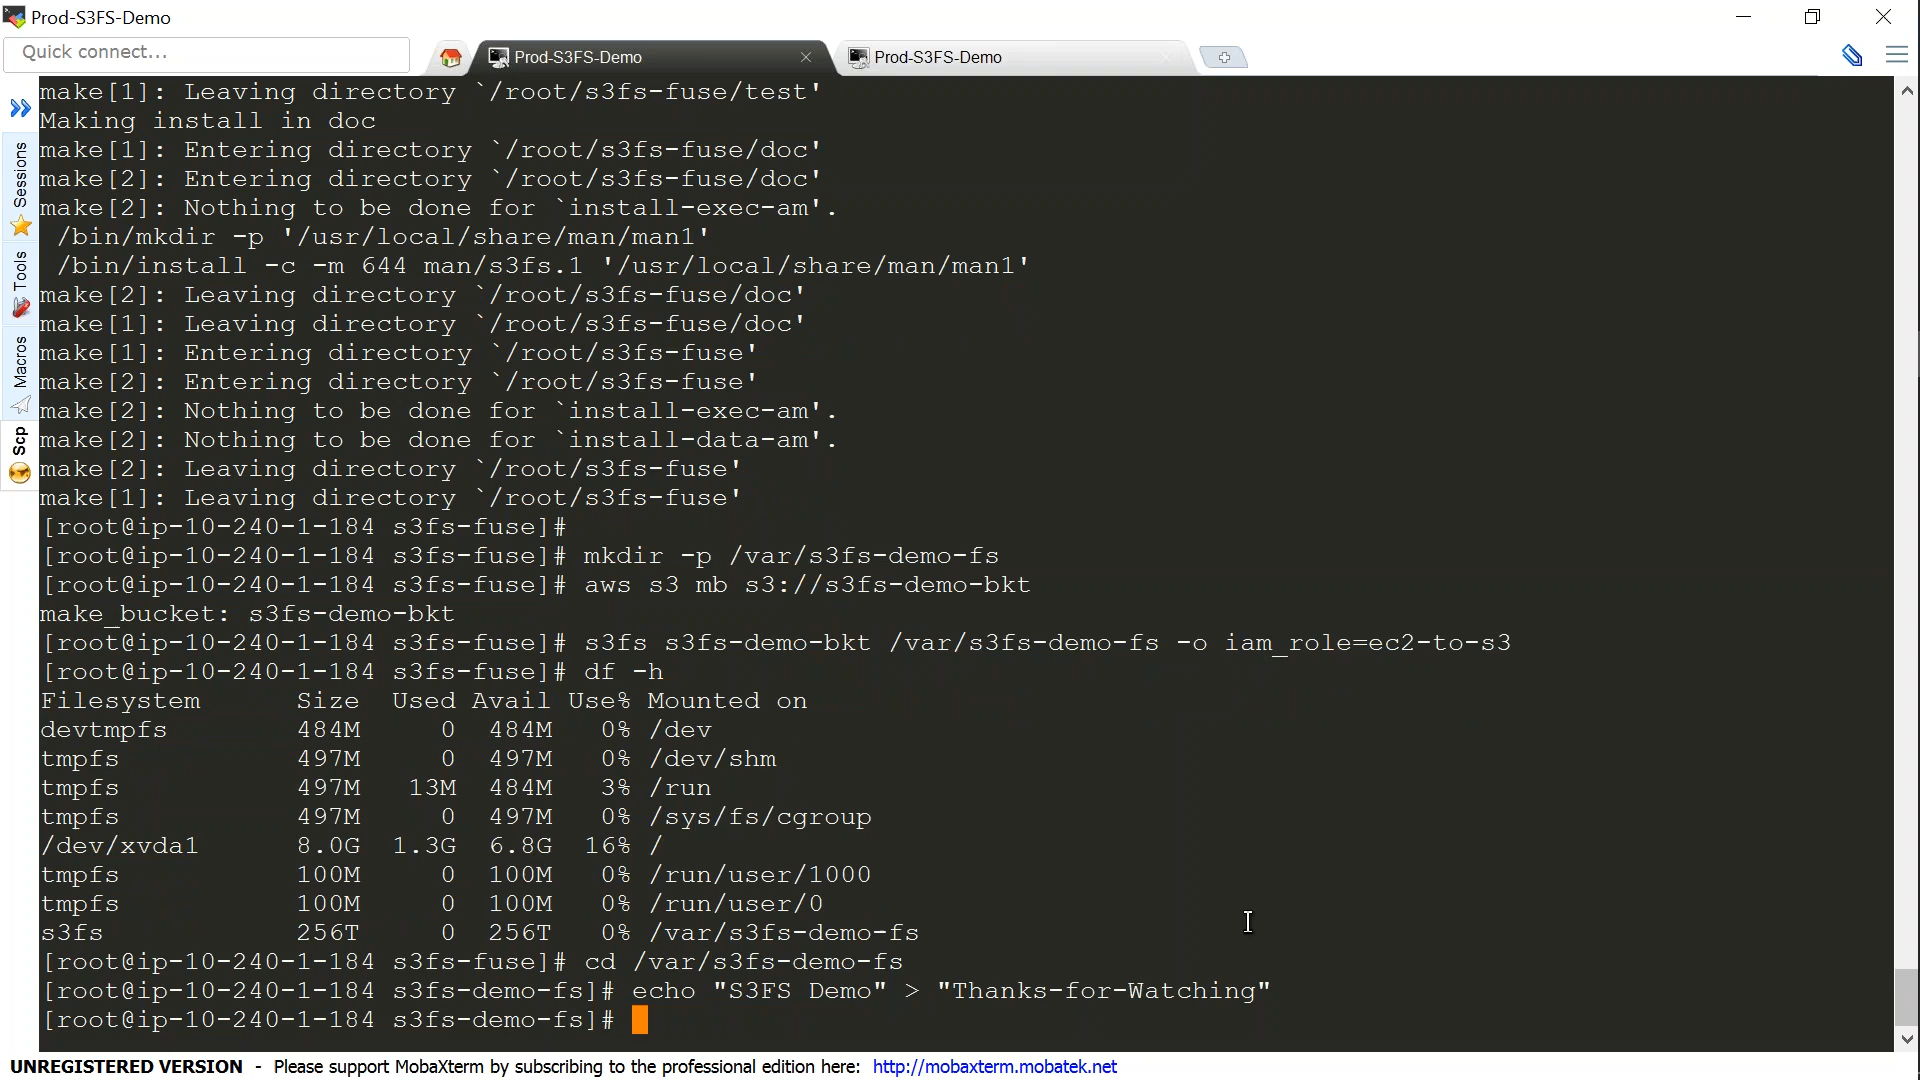 Prod-S3FS-Demo
Quick connect...
Prod-S3FS-Demo
Prod-S3FS-Demo
Sessions
Tools
Macros
Scp
make[1]: Leaving directory `/root/s3fs-fuse/test'
Making install in doc
make[1]: Entering directory `/root/s3fs-fuse/doc'
make[2]: Entering directory `/root/s3fs-fuse/doc'
make[2]: Nothing to be done for `install-exec-am'.
 /bin/mkdir -p '/usr/local/share/man/man1'
 /bin/install -c -m 644 man/s3fs.1 '/usr/local/share/man/man1'
make[2]: Leaving directory `/root/s3fs-fuse/doc'
make[1]: Leaving directory `/root/s3fs-fuse/doc'
make[1]: Entering directory `/root/s3fs-fuse'
make[2]: Entering directory `/root/s3fs-fuse'
make[2]: Nothing to be done for `install-exec-am'.
make[2]: Nothing to be done for `install-data-am'.
make[2]: Leaving directory `/root/s3fs-fuse'
make[1]: Leaving directory `/root/s3fs-fuse'
[root@ip-10-240-1-184 s3fs-fuse]#
[root@ip-10-240-1-184 s3fs-fuse]# mkdir -p /var/s3fs-demo-fs
[root@ip-10-240-1-184 s3fs-fuse]# aws s3 mb s3://s3fs-demo-bkt
make_bucket: s3fs-demo-bkt
[root@ip-10-240-1-184 s3fs-fuse]# s3fs s3fs-demo-bkt /var/s3fs-demo-fs -o iam_role=ec2-to-s3
[root@ip-10-240-1-184 s3fs-fuse]# df -h
Filesystem      Size  Used Avail Use% Mounted on
devtmpfs        484M     0  484M   0% /dev
tmpfs           497M     0  497M   0% /dev/shm
tmpfs           497M   13M  484M   3% /run
tmpfs           497M     0  497M   0% /sys/fs/cgroup
/dev/xvda1      8.0G  1.3G  6.8G  16% /
tmpfs           100M     0  100M   0% /run/user/1000
tmpfs           100M     0  100M   0% /run/user/0
s3fs            256T     0  256T   0% /var/s3fs-demo-fs
[root@ip-10-240-1-184 s3fs-fuse]# cd /var/s3fs-demo-fs
[root@ip-10-240-1-184 s3fs-demo-fs]# echo "S3FS Demo" > "Thanks-for-Watching"
[root@ip-10-240-1-184 s3fs-demo-fs]#
UNREGISTERED VERSION - Please support MobaXterm by subscribing to the professional edition here: http://mobaxterm.mobatek.net